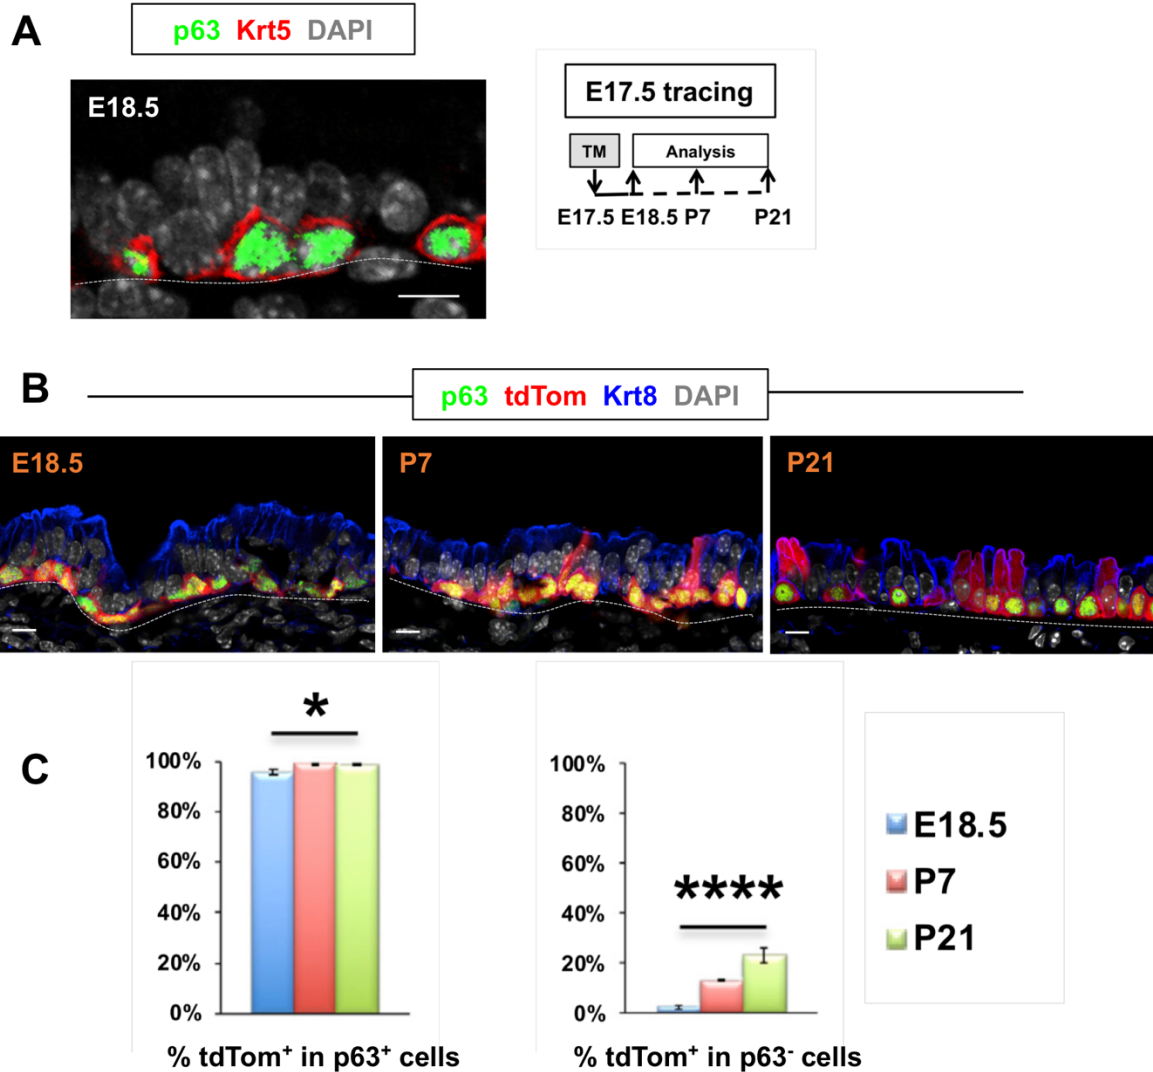 A
p63 Krt5 DAPI
E18.5
E17.5 tracing
TM
Analysis
E17.5 E18.5 P7 P21
B
p63 tdTom Krt8 DAPI
E18.5
P7
P21
C
*
100%
80%
60%
40%
20%
0%
% tdTom⁺ in p63⁺ cells
****
100%
80%
60%
40%
20%
0%
% tdTom⁺ in p63⁻ cells
E18.5
P7
P21